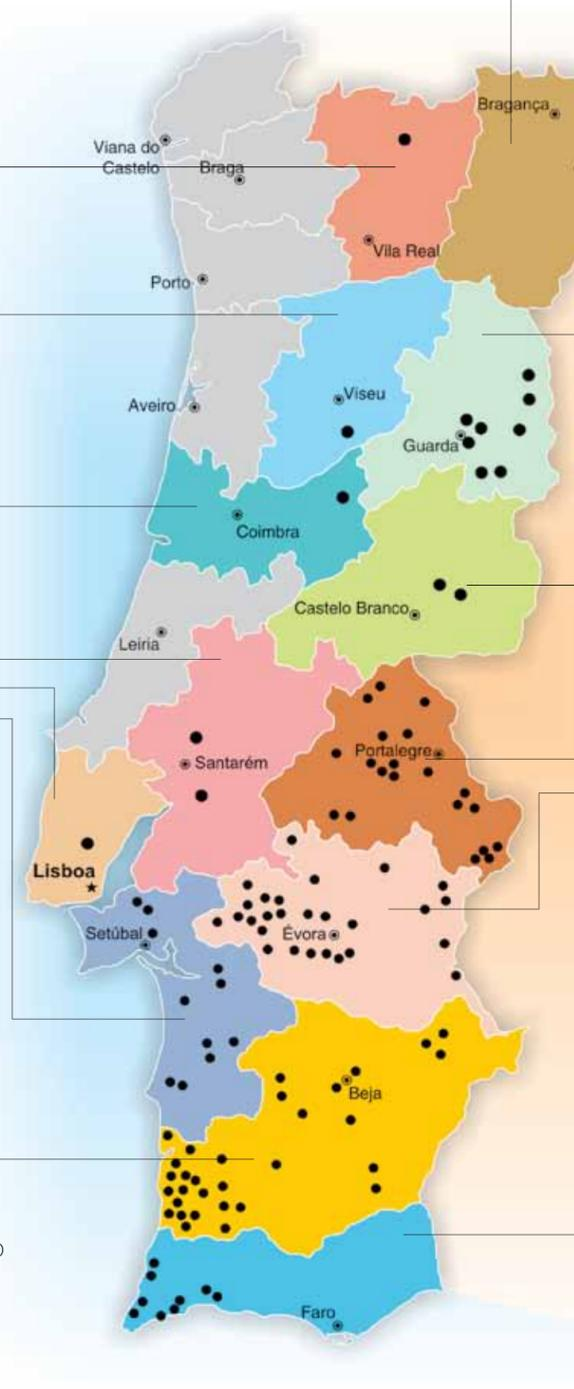 Bragança
Viana do
Castelo
Braga
Vila Real
Porto
Viseu
Aveiro
Guarda
Coimbra
Castelo Branco
Leiria
Portalegre
Santarém
Lisboa
Évora
Setúbal
Beja
Faro